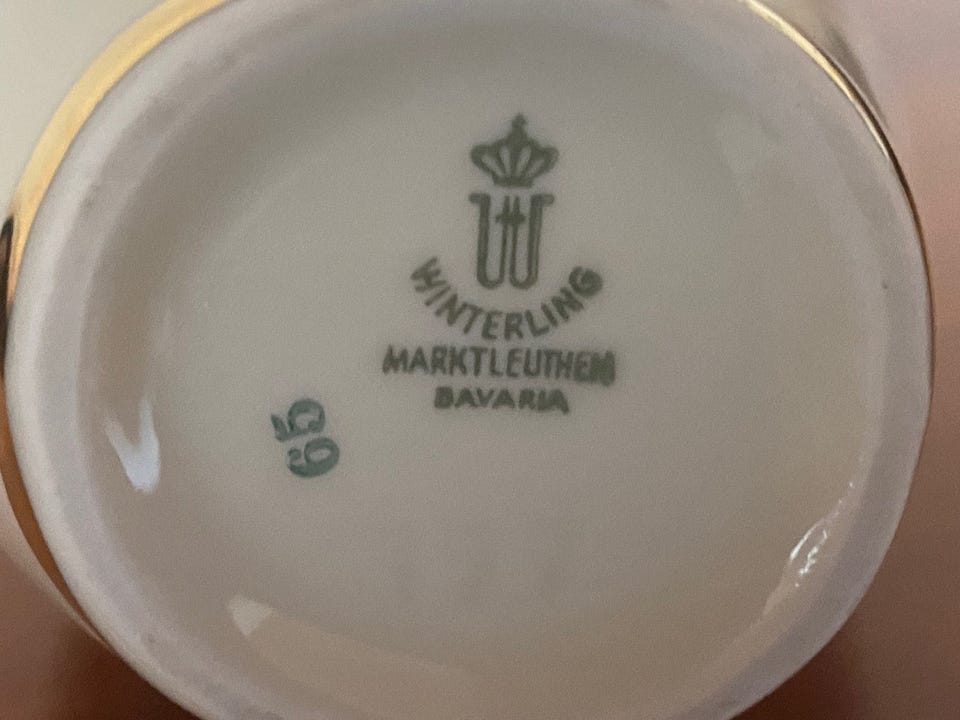 W
WINTERLING
MARKTLEUTHEN
BAVARIA
65